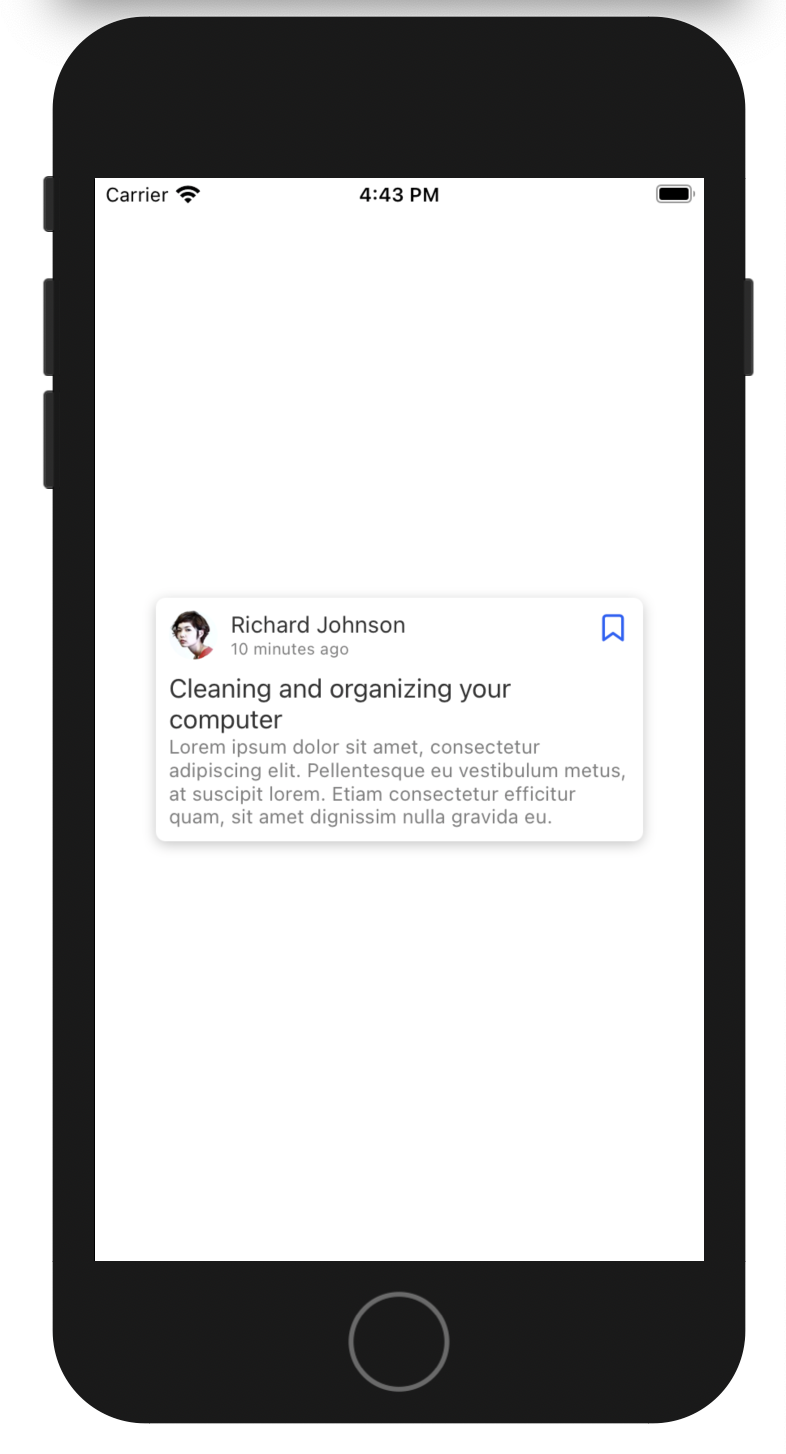 Carrier 4:43 PM
Richard Johnson
10 minutes ago
Cleaning and organizing your
computer
Lorem ipsum dolor sit amet, consectetur
adipiscing elit. Pellentesque eu vestibulum metus,
at suscipit lorem. Etiam consectetur efficitur
quam, sit amet dignissim nulla gravida eu.